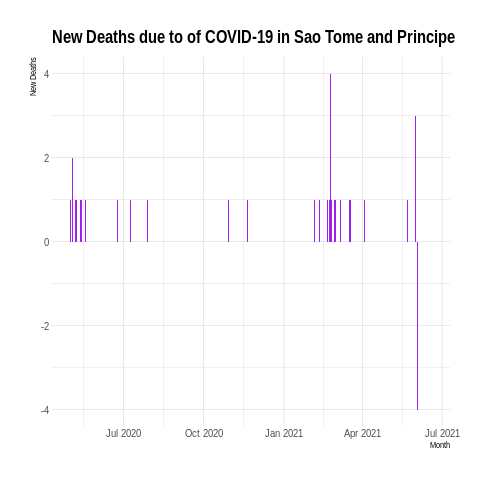 New Deaths due to of COVID-19 in Sao Tome and Principe
New Deaths
4
2
0
-2
-4
Jul 2020
Oct 2020
Jan 2021
Apr 2021
Jul 2021
Month